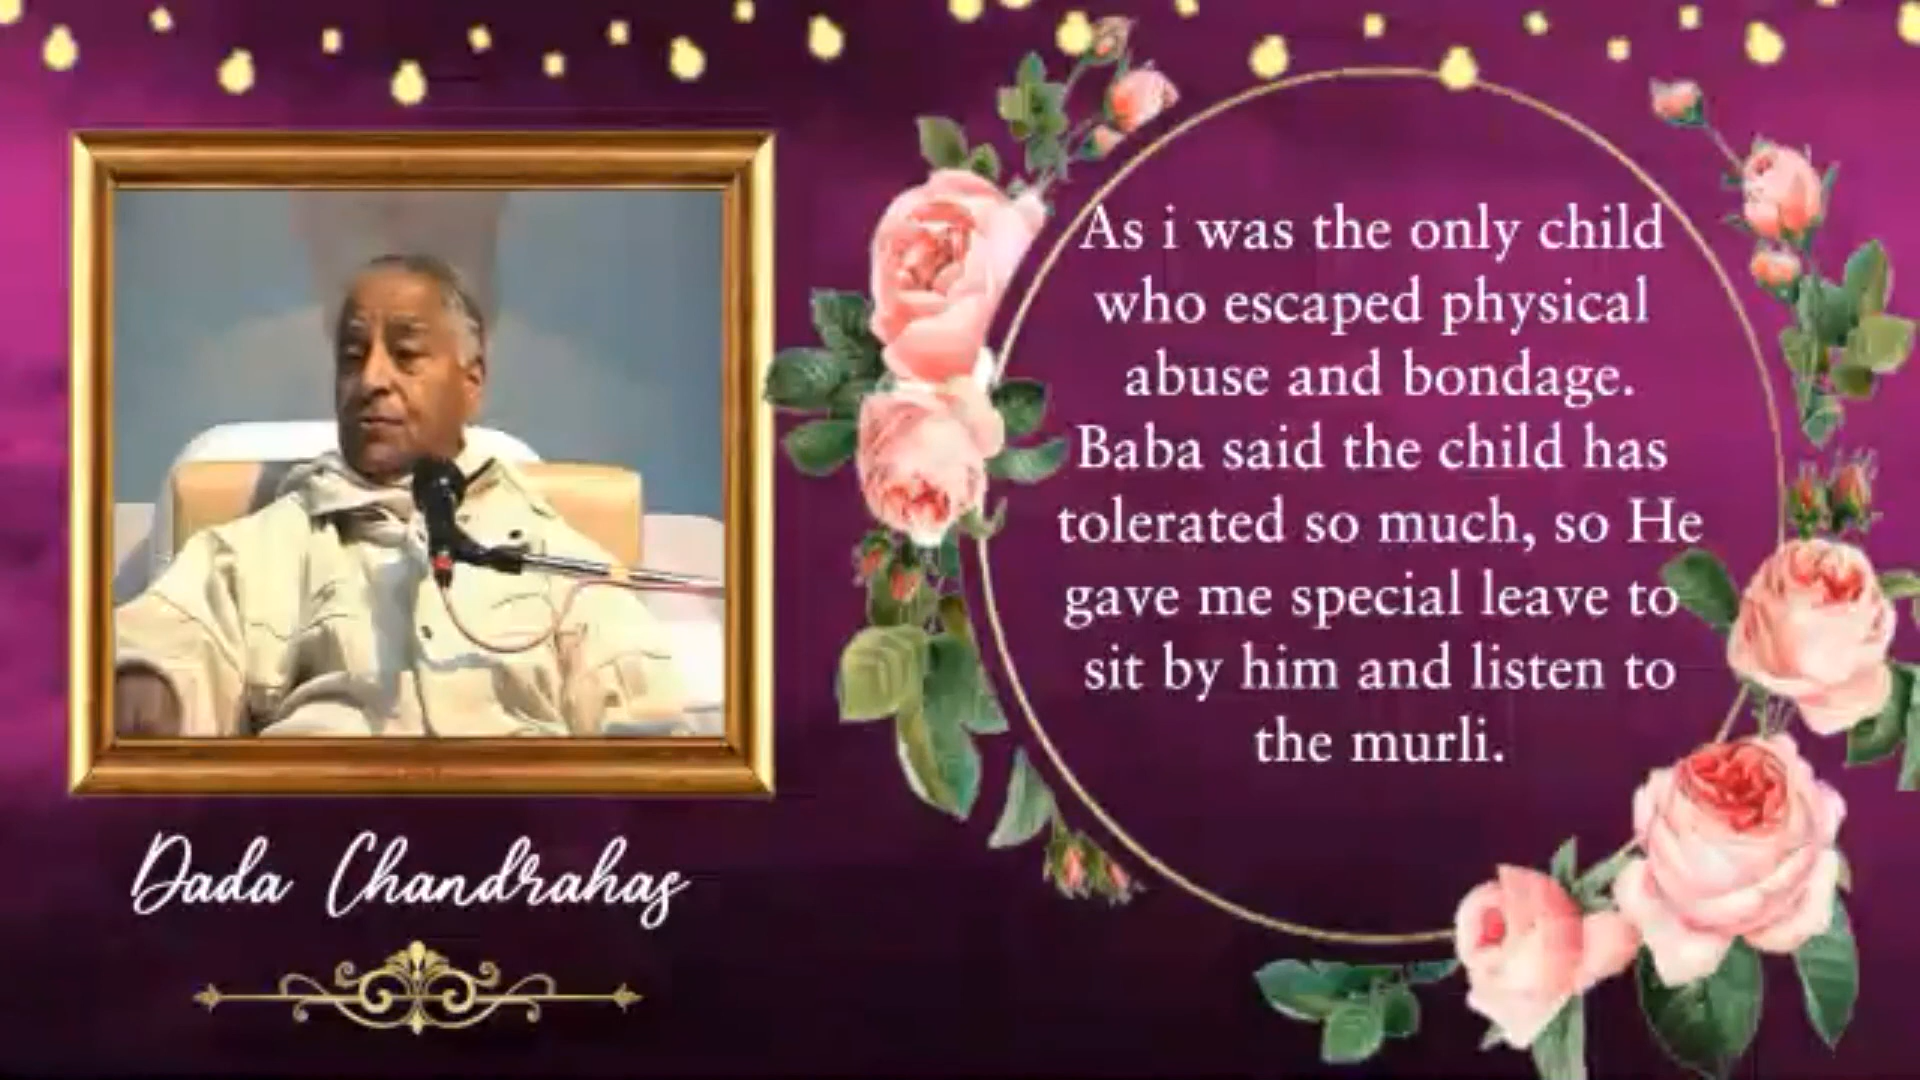 As i was the only child
who escaped physical
abuse and bondage.
Baba said the child has
tolerated so much, so He
gave me special leave to
sit by him and listen to
the murli.
Dada Chandrahas